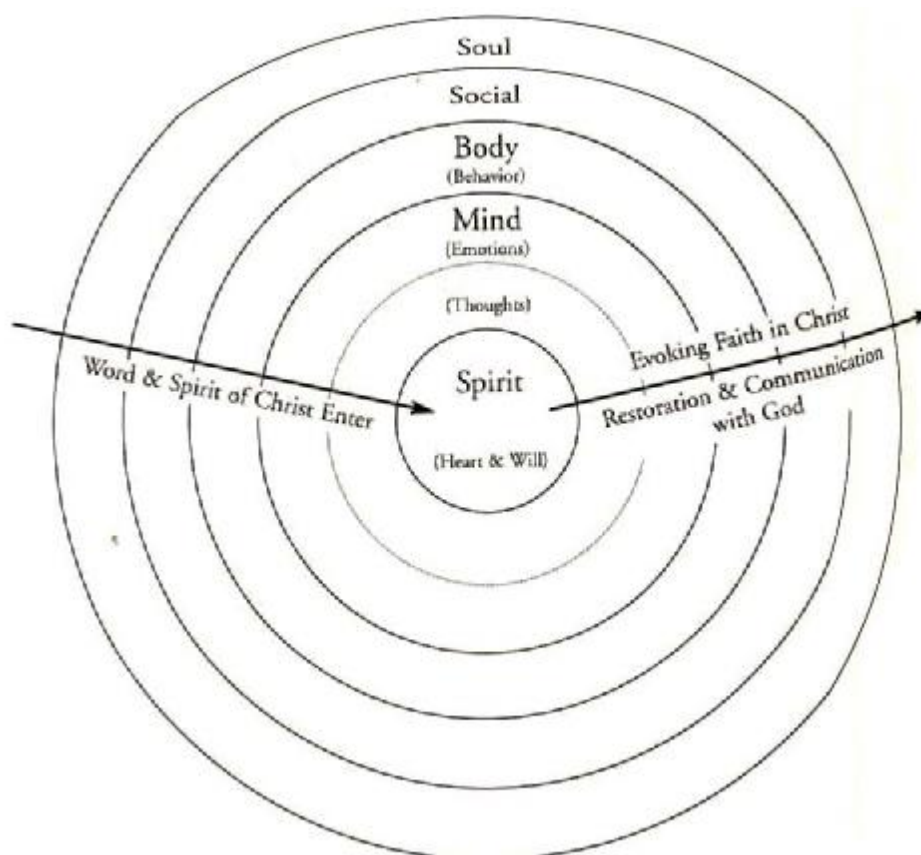 Soul
Social
Body
(Behavior)
Mind
(Emotions)
(Thoughts)
Spirit
(Heart & Will)
Word & Spirit of Christ Enter
Evoking Faith in Christ
Restoration & Communication
with God